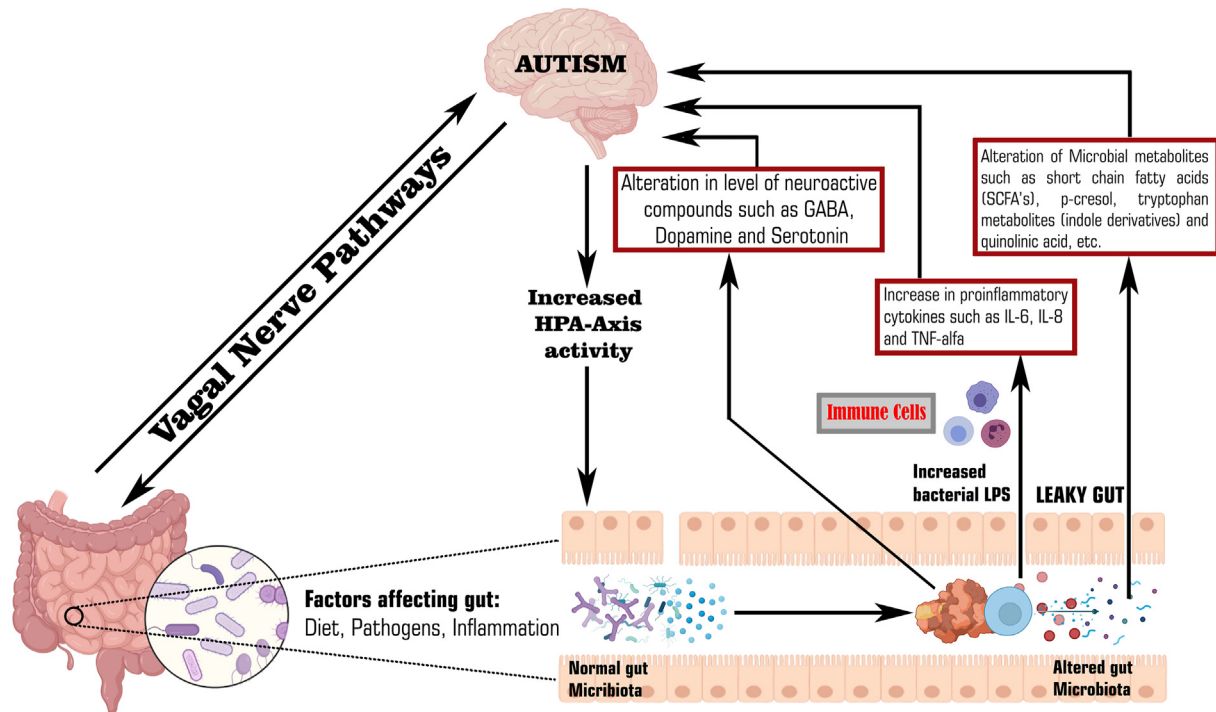 AUTISM
Vagal Nerve Pathways
Alteration in level of neuroactive
compounds such as GABA,
Dopamine and Serotonin
Alteration of Microbial metabolites
such as short chain fatty acids
(SCFA's), p-cresol, tryptophan
metabolites (indole derivatives) and
quinolinic acid, etc.
Increased
HPA-Axis
activity
Increase in proinflammatory
cytokines such as IL-6, IL-8
and TNF-alfa
Immune Cells
Increased
bacterial LPS
LEAKY GUT
Factors affecting gut:
Diet, Pathogens, Inflammation
Normal gut
Micribiota
Altered gut
Microbiota